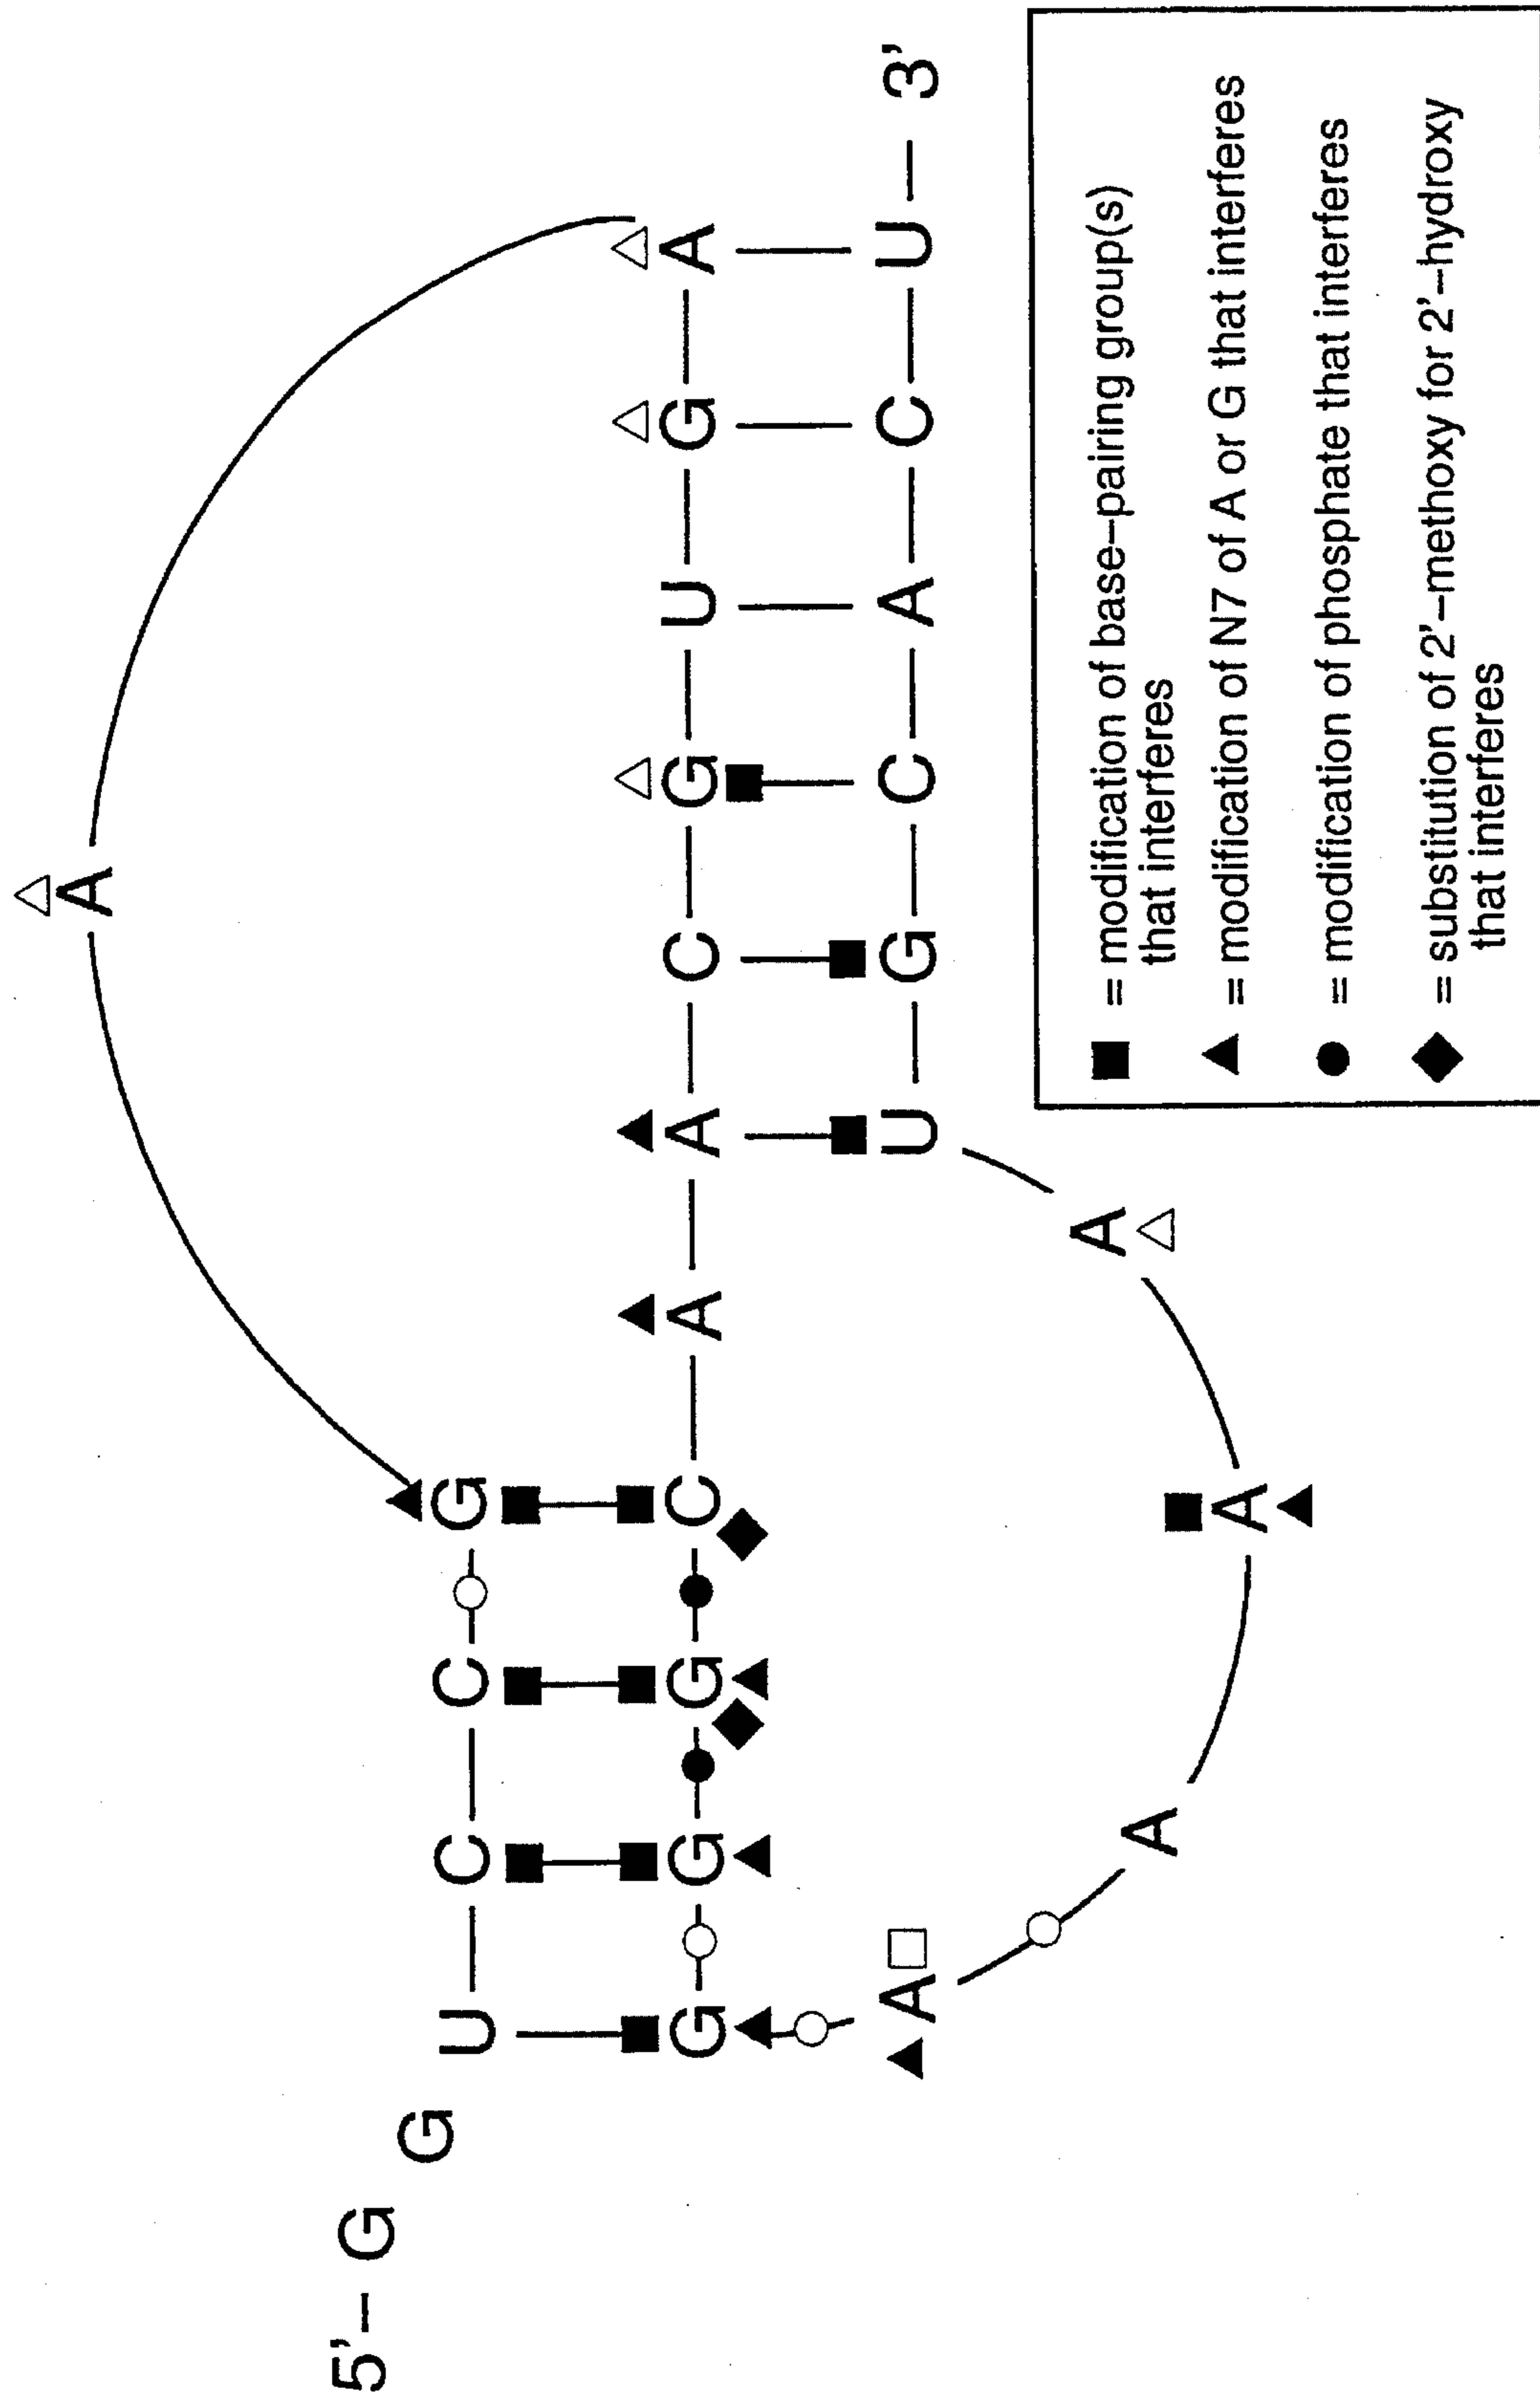 A
5'– G G U – C – C – G
G – G – G – C – A – A – C – C – G – U – G – A
A
A
A
A
U – G – C – C – A – C – U – 3'
= modification of base–pairing group(s)
that interferes
= modification of N7 of A or G that interferes
= modification of phosphate that interferes
= substitution of 2'–methoxy for 2'–hydroxy
that interferes